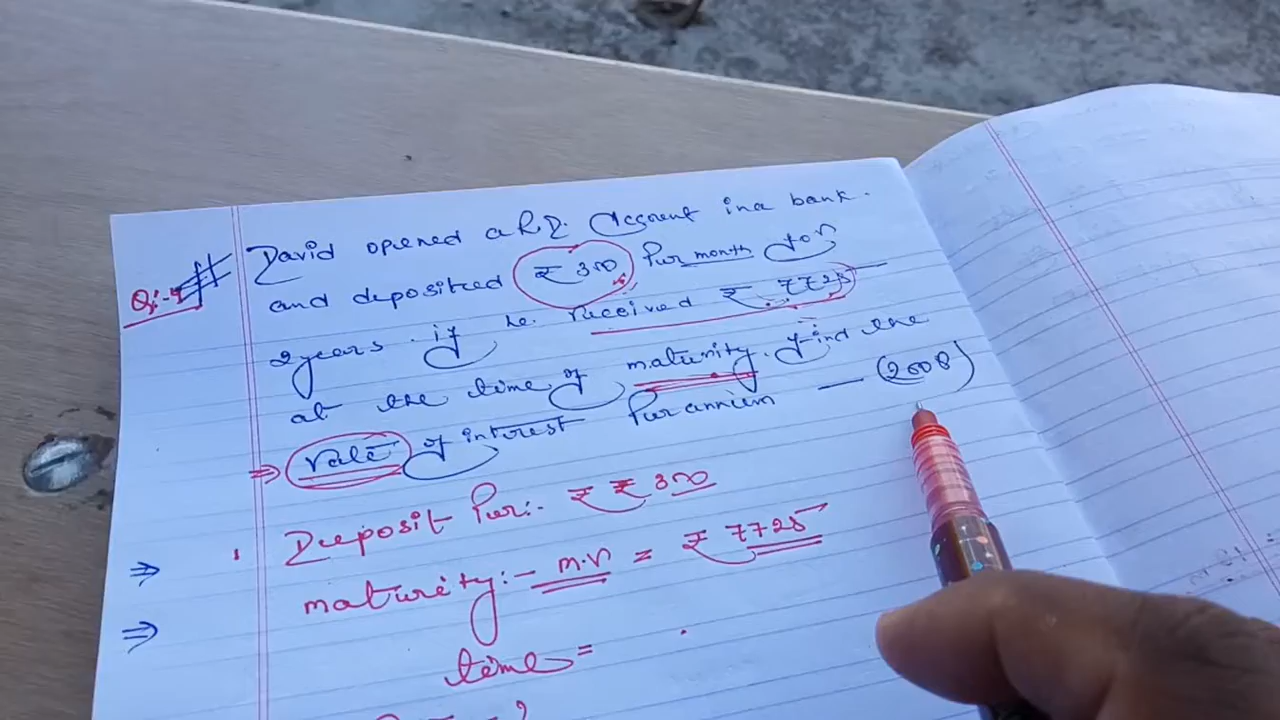 Q:-4 David opened a R.D. Account in a bank.
and deposited ₹ 300 Per month for
2 years. if he received ₹ 7725
at the time of maturity. find the
⇒ rate of interest Per annum — (2008)
⇒ Deposit Per:- ₹ ₹ 300
⇒ maturity:- m.v = ₹ 7725
time =